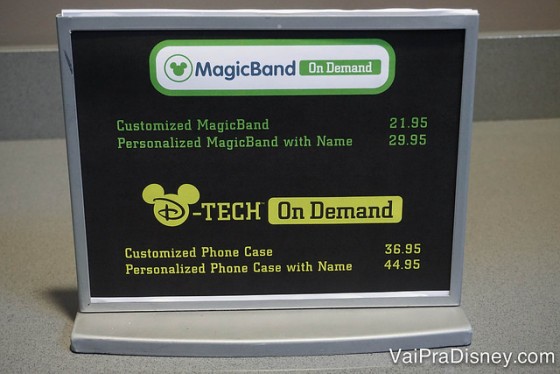 MagicBand On Demand
Customized MagicBand 21.95
Personalized MagicBand with Name 29.95
D-TECH™ On Demand
Customized Phone Case 36.95
Personalized Phone Case with Name 44.95
VaiPraDisney.com